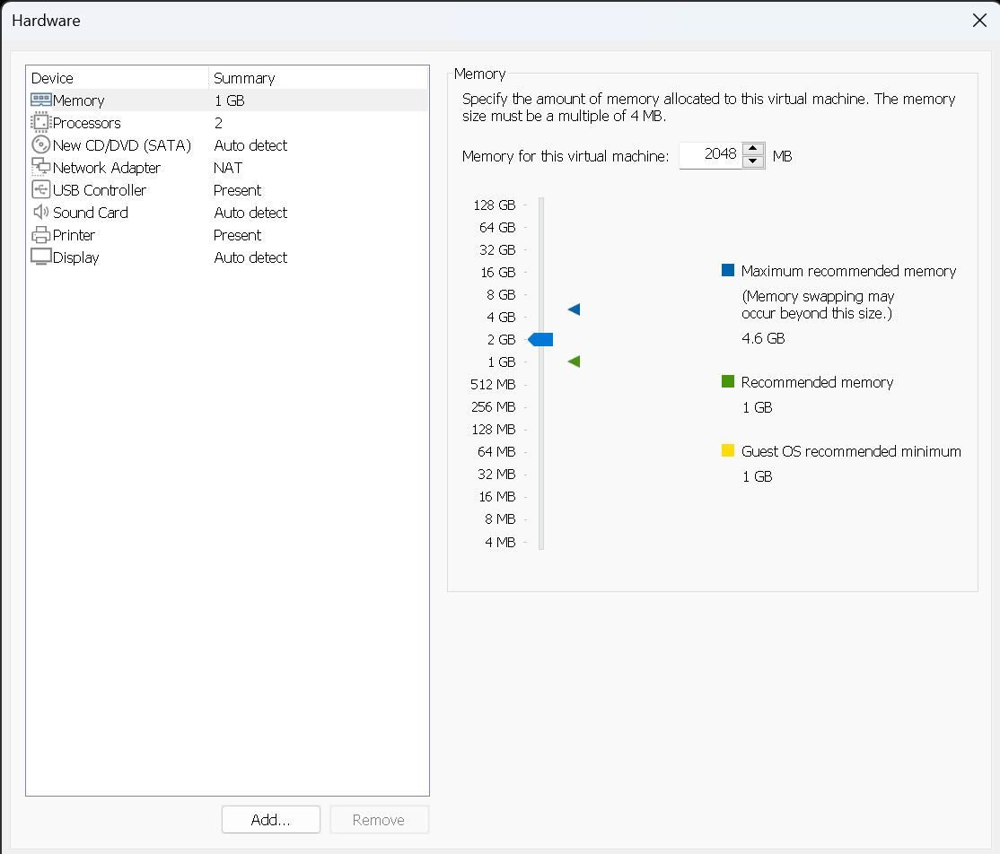 Hardware
Device Summary
Memory 1 GB
Processors 2
New CD/DVD (SATA) Auto detect
Network Adapter NAT
USB Controller Present
Sound Card Auto detect
Printer Present
Display Auto detect
Add...
Remove
Memory
Specify the amount of memory allocated to this virtual machine. The memory
size must be a multiple of 4 MB.
Memory for this virtual machine: 2048 MB
128 GB
64 GB
32 GB
16 GB
8 GB
4 GB
2 GB
1 GB
512 MB
256 MB
128 MB
64 MB
32 MB
16 MB
8 MB
4 MB
Maximum recommended memory
(Memory swapping may
occur beyond this size.)
4.6 GB
Recommended memory
1 GB
Guest OS recommended minimum
1 GB